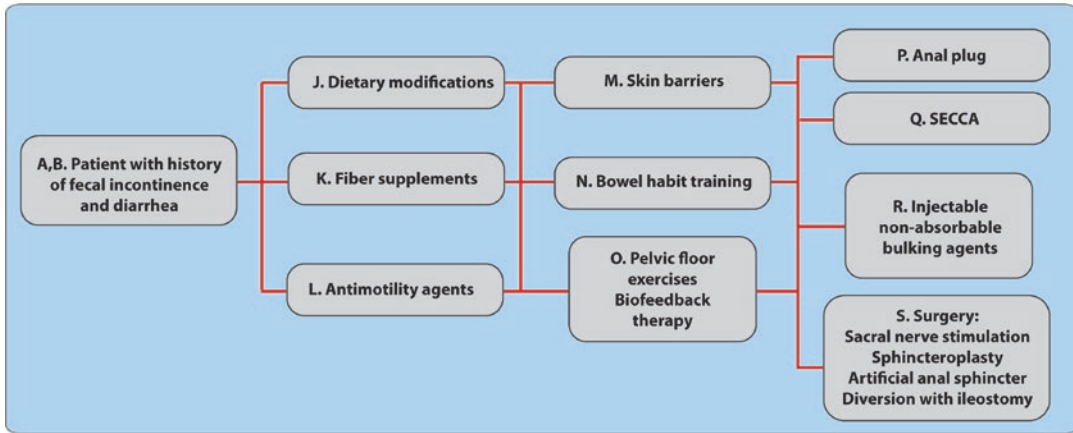 A,B. Patient with history
of fecal incontinence
and diarrhea
J. Dietary modifications
K. Fiber supplements
L. Antimotility agents
M. Skin barriers
N. Bowel habit training
O. Pelvic floor
exercises
Biofeedback
therapy
P. Anal plug
Q. SECCA
R. Injectable
non-absorbable
bulking agents
S. Surgery:
Sacral nerve stimulation
Sphincteroplasty
Artificial anal sphincter
Diversion with ileostomy